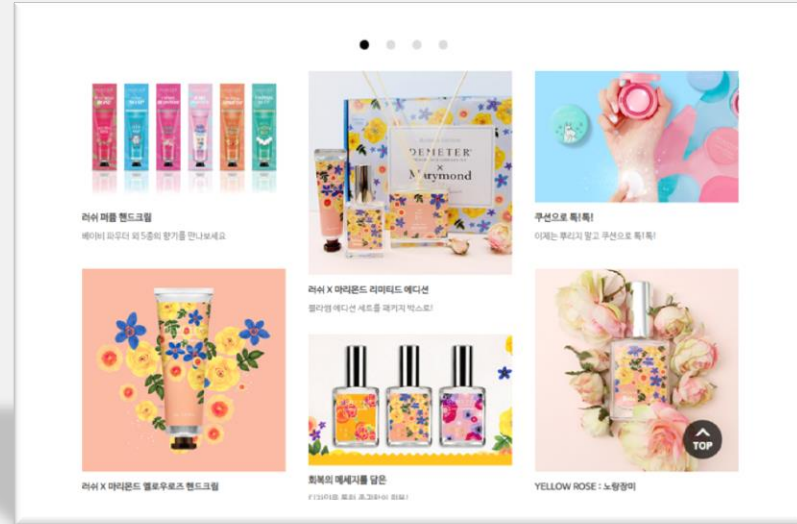 러쉬 퍼퓸 핸드크림
베이비 파우더 외 5종의 향기를 만나보세요
DEMETER
×
Marymond
러쉬 X 마리몬드 리미티드 에디션
콜라썸 에디션 세트를 패키지 박스로!
쿠션으로 톡!톡!
이제는 뿌리지 말고 쿠션으로 톡!톡!
러쉬 X 마리몬드 옐로우로즈 핸드크림
회복의 메세지를 담은
YELLOW ROSE : 노랑장미
TOP